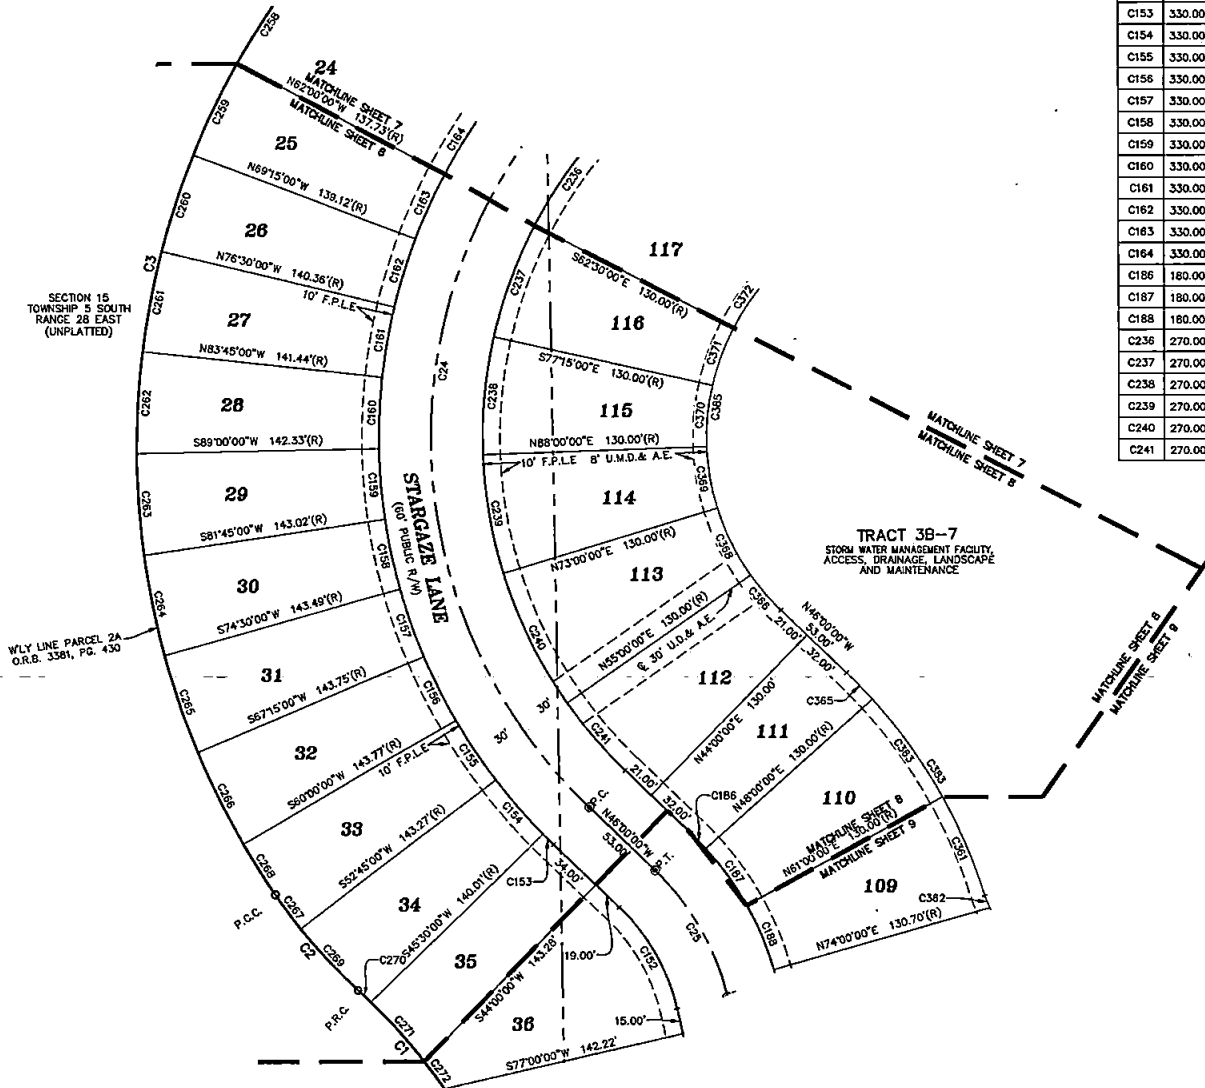 C258
24
MATCHLINE SHEET 7
N62°00'00"W 137.73'(R)
MATCHLINE SHEET 8
C259
C164
25
N69°15'00"W 139.12'(R)
C163
C236
C260
26
C162
N76°30'00"W 140.36'(R)
10' F.P.L.E.
C3
C261
SECTION 15
TOWNSHIP 5 SOUTH
RANGE 28 EAST
(UNPLATTED)
27
C161
N83°45'00"W 141.44'(R)
C24
C262
28
C160
S89°00'00"W 142.33'(R)
29
C159
C263
S81°45'00"W 143.02'(R)
STARGAZE LANE
(60' PUBLIC R/W)
30
C158
C264
S74°30'00"W 143.49'(R)
W'LY LINE PARCEL 2A
O.R.B. 3381, PG. 430
31
C157
C265
S67°15'00"W 143.75'(R)
C156
32
S60°00'00"W 143.77'(R)
10' F.P.L.E
C266
C155
33
C154
S52°45'00"W 143.27'(R)
C268
P.C.C.
C267
C2
34
C153
34.00'
C269
C270
S45°30'00"W 140.01'(R)
P.R.C.
35
C271
C1
S44°00'00"W 143.28'
C272
36
19.00'
C152
15.00'
S77°00'00"W 142.22'
117
S62°30'00"E 130.00'(R)
C372
C237
116
C371
S77°15'00"E 130.00'(R)
C238
115
C370
C385
N88°00'00"E 130.00'(R)
10' F.P.L.E 8' U.M.D.& A.E.
C369
C239
114
N73°00'00"E 130.00'(R)
113
C368
C240
N55°00'00"E 130.00'(R)
℄ 30' U.D.& A.E.
C366
21.00'
N46°00'00"W
53.00'
32.00'
112
C365
30'
30'
C241
N44°00'00"E 130.00'
111
C383
C383
21.00'
32.00'
C186
N48°00'00"E 130.00'(R)
110
P.C.
N46°00'00"W
53.00'
P.T.
MATCHLINE SHEET 8
N61°00'00"E 130.00'(R)
MATCHLINE SHEET 9
C187
C361
109
C362
C25
C188
N74°00'00"E 130.70'(R)
MATCHLINE SHEET 7
MATCHLINE SHEET 8
TRACT 3B-7
STORM WATER MANAGEMENT FACILITY,
ACCESS, DRAINAGE, LANDSCAPE
AND MAINTENANCE
MATCHLINE SHEET 8
MATCHLINE SHEET 9
C153 330.00
C154 330.00
C155 330.00
C156 330.00
C157 330.00
C158 330.00
C159 330.00
C160 330.00
C161 330.00
C162 330.00
C163 330.00
C164 330.00
C186 180.00
C187 180.00
C188 180.00
C236 270.00
C237 270.00
C238 270.00
C239 270.00
C240 270.00
C241 270.00